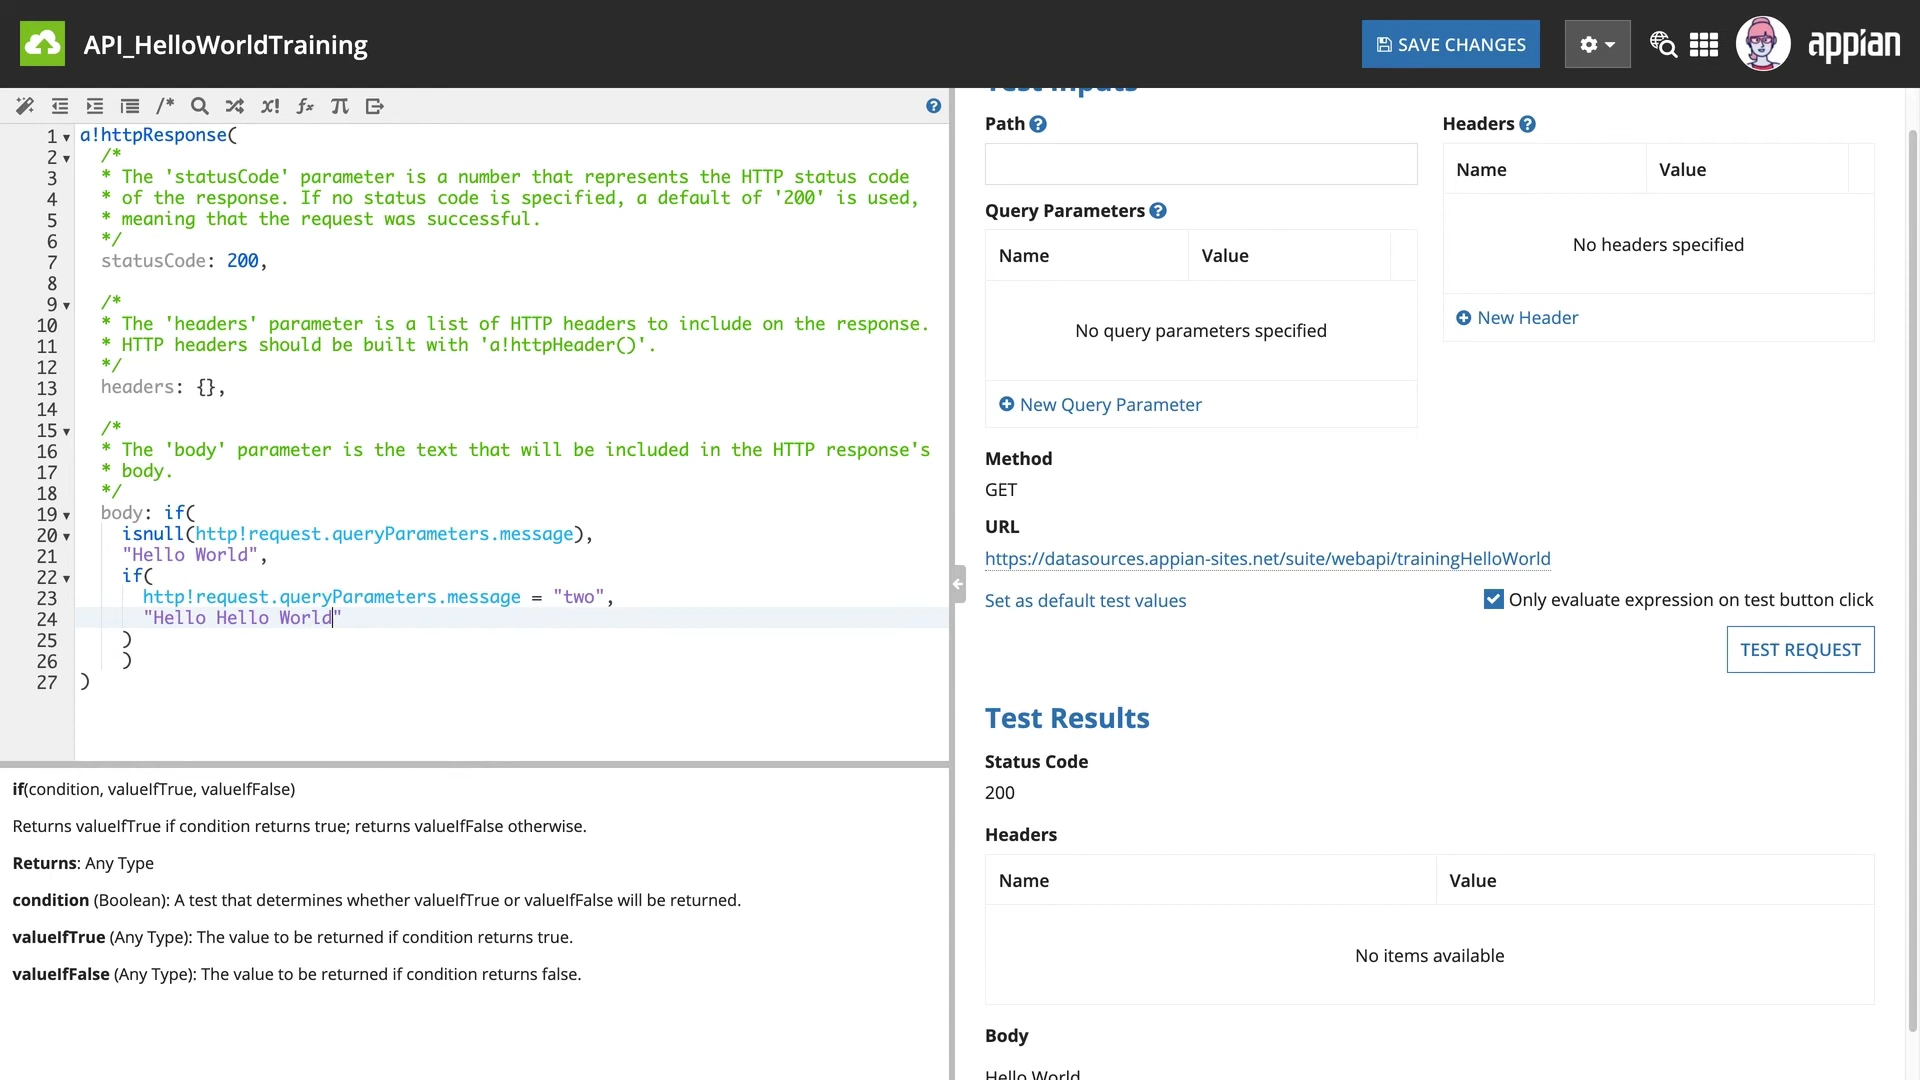 API_HelloWorldTraining
SAVE CHANGES
appian
/*
x!
1 a!httpResponse(
2 /*
3 * The 'statusCode' parameter is a number that represents the HTTP status code
4 * of the response. If no status code is specified, a default of '200' is used,
5 * meaning that the request was successful.
6 */
7 statusCode: 200,
8
9 /*
10 * The 'headers' parameter is a list of HTTP headers to include on the response.
11 * HTTP headers should be built with 'a!httpHeader()'.
12 */
13 headers: {},
14
15 /*
16 * The 'body' parameter is the text that will be included in the HTTP response's
17 * body.
18 */
19 body: if(
20 isnull(http!request.queryParameters.message),
21 "Hello World",
22 if(
23 http!request.queryParameters.message = "two",
24 "Hello Hello World"
25 )
26 )
27 )
if(condition, valueIfTrue, valueIfFalse)
Returns valueIfTrue if condition returns true; returns valueIfFalse otherwise.
Returns: Any Type
condition (Boolean): A test that determines whether valueIfTrue or valueIfFalse will be returned.
valueIfTrue (Any Type): The value to be returned if condition returns true.
valueIfFalse (Any Type): The value to be returned if condition returns false.
Test Inputs
Path
Query Parameters
Name Value
No query parameters specified
New Query Parameter
Headers
Name Value
No headers specified
New Header
Method
GET
URL
https://datasources.appian-sites.net/suite/webapi/trainingHelloWorld
Set as default test values
Only evaluate expression on test button click
TEST REQUEST
Test Results
Status Code
200
Headers
Name Value
No items available
Body
Hello World